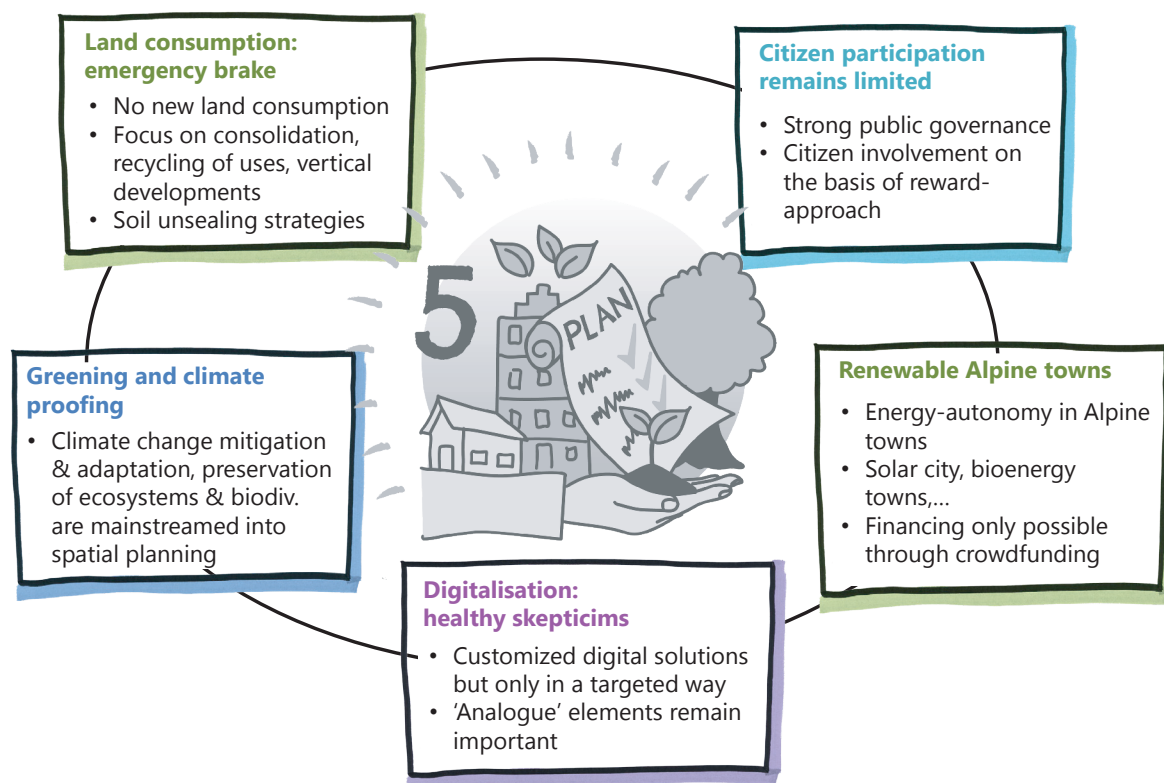 Land consumption:
emergency brake
• No new land consumption
• Focus on consolidation,
recycling of uses, vertical
developments
• Soil unsealing strategies
Citizen participation
remains limited
• Strong public governance
• Citizen involvement on
the basis of reward-
approach
5
PLAN
Greening and climate
proofing
• Climate change mitigation
& adaptation, preservation
of ecosystems & biodiv.
are mainstreamed into
spatial planning
Renewable Alpine towns
• Energy-autonomy in Alpine
towns
• Solar city, bioenergy
towns,...
• Financing only possible
through crowdfunding
Digitalisation:
healthy skepticims
• Customized digital solutions
but only in a targeted way
• ‘Analogue’ elements remain
important